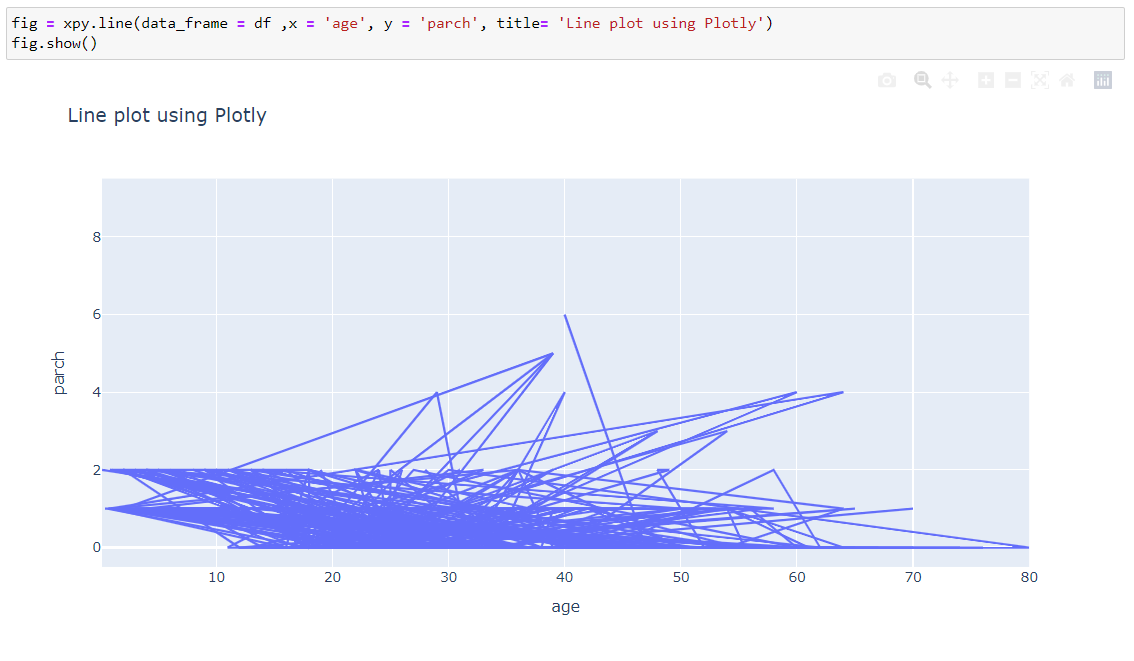 fig = xpy.line(data_frame = df ,x = 'age', y = 'parch', title= 'Line plot using Plotly')
fig.show()
Line plot using Plotly
8
6
4
2
0
parch
10 20 30 40 50 60 70 80
age